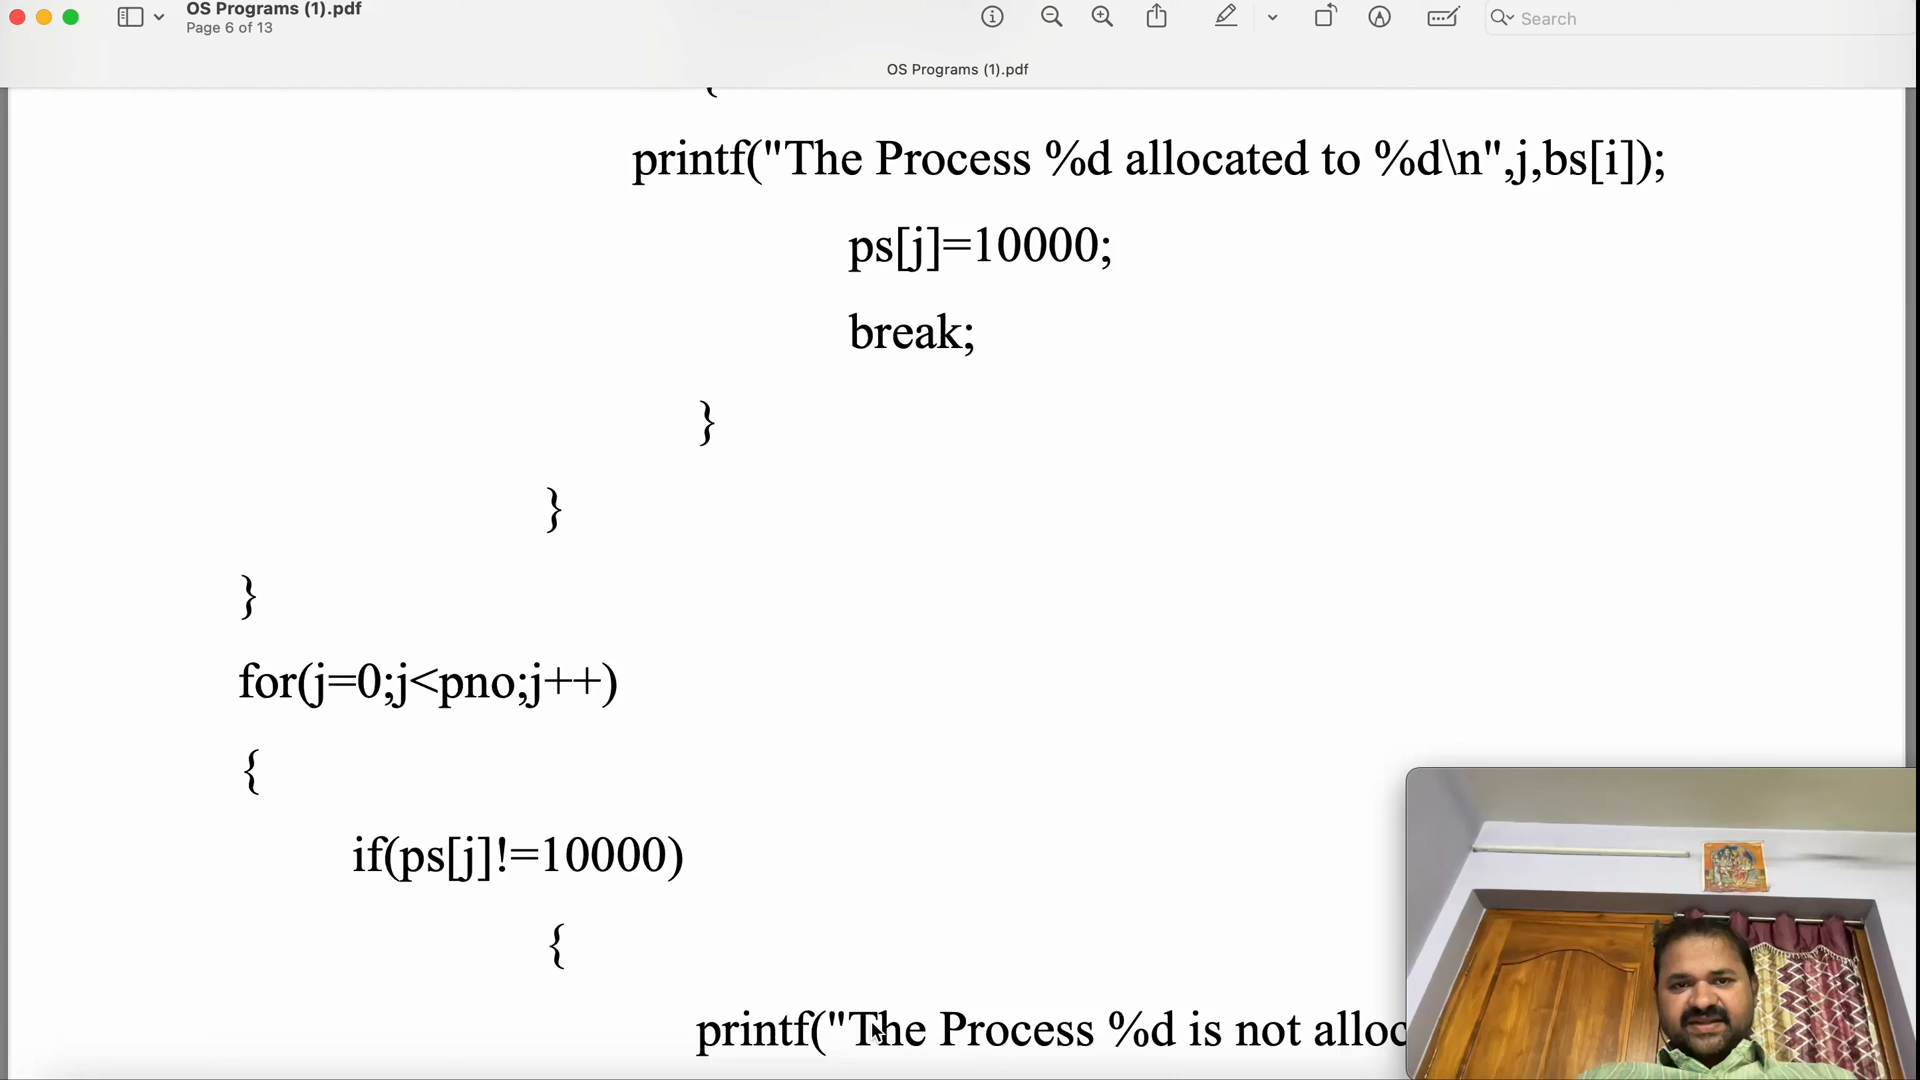 OS Programs (1).pdf
Page 6 of 13
Search
OS Programs (1).pdf
{
printf("The Process %d allocated to %d\n",j,bs[i]);
ps[j]=10000;
break;
}
}
}
for(j=0;j<pno;j++)
{
if(ps[j]!=10000)
{
printf("The Process %d is not alloc